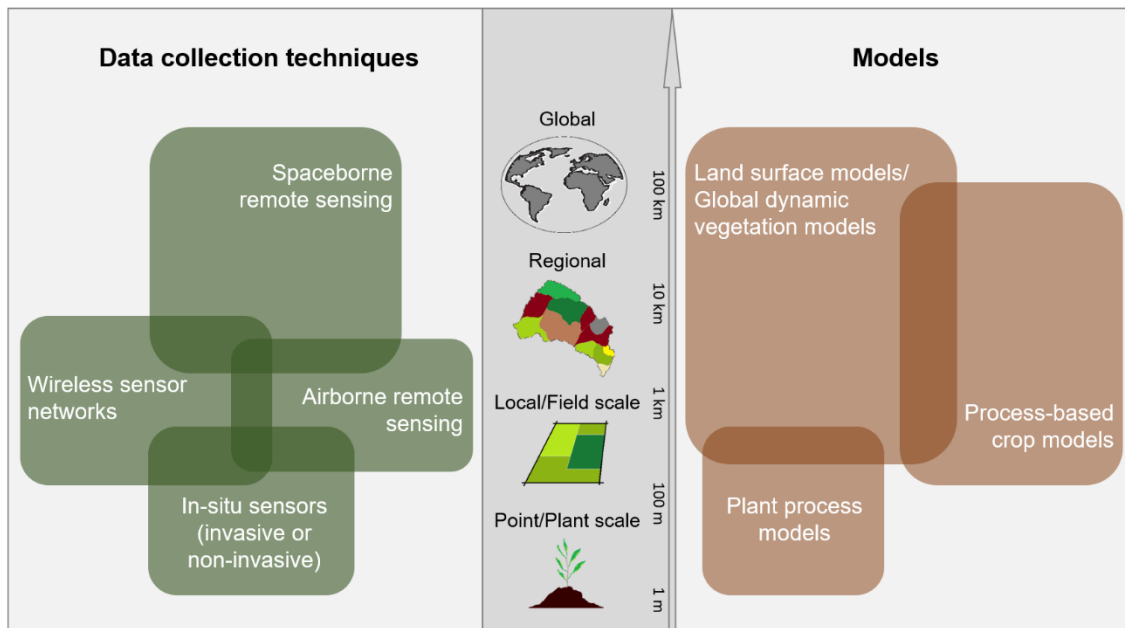 Data collection techniques
Spaceborne
remote sensing
Wireless sensor
networks
Airborne remote
sensing
In-situ sensors
(invasive or
non-invasive)
Global
Regional
Local/Field scale
Point/Plant scale
100 km
10 km
1 km
100 m
1 m
Models
Land surface models/
Global dynamic
vegetation models
Process-based
crop models
Plant process
models